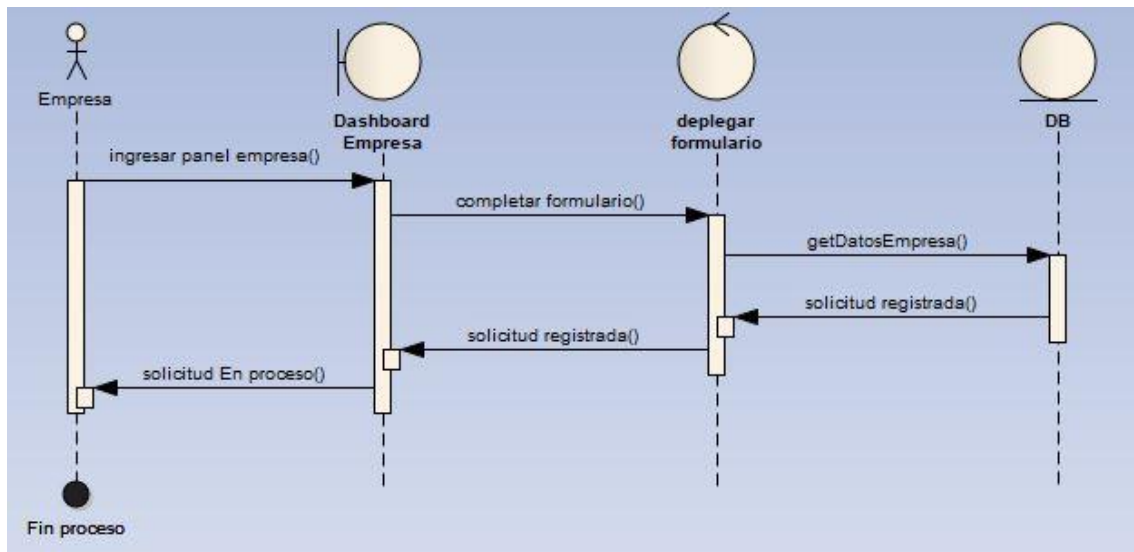 Empresa
Dashboard
Empresa
deplegar
formulario
DB
ingresar panel empresa()
completar formulario()
getDatosEmpresa()
solicitud registrada()
solicitud registrada()
solicitud En proceso()
Fin proceso